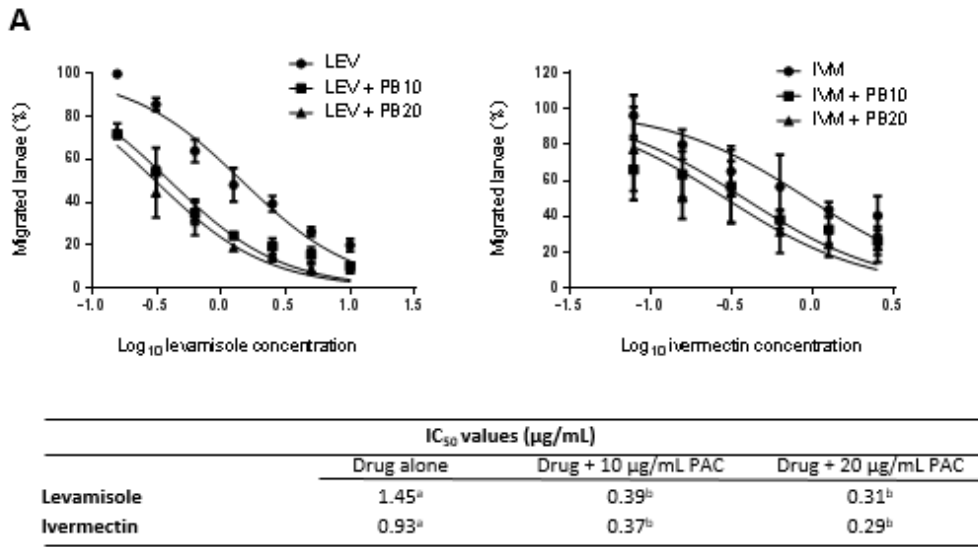 A
LEV
LEV + PB10
LEV + PB20
100
80
60
40
20
0
Migrated larvae (%)
-1.0 -0.5 0.0 0.5 1.0 1.5
Log10 levamisole concentration
IVM
IVM + PB10
IVM + PB20
120
100
80
60
40
20
0
Migrated larvae (%)
-1.5 -1.0 -0.5 0.0 0.5
Log10 ivermectin concentration
IC50 values (μg/mL)
Drug alone Drug + 10 μg/mL PAC Drug + 20 μg/mL PAC
Levamisole 1.45ᵃ 0.39ᵇ 0.31ᵇ
Ivermectin 0.93ᵃ 0.37ᵇ 0.29ᵇ